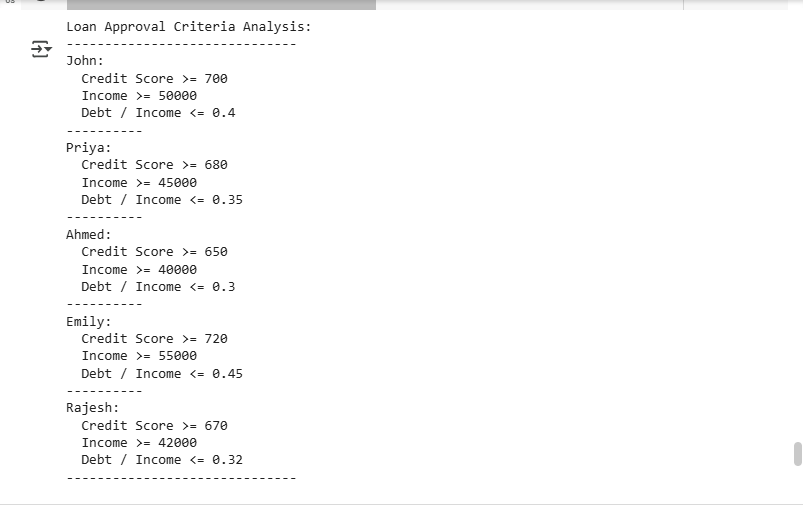 Loan Approval Criteria Analysis:
------------------------------
John:
  Credit Score >= 700
  Income >= 50000
  Debt / Income <= 0.4
----------
Priya:
  Credit Score >= 680
  Income >= 45000
  Debt / Income <= 0.35
----------
Ahmed:
  Credit Score >= 650
  Income >= 40000
  Debt / Income <= 0.3
----------
Emily:
  Credit Score >= 720
  Income >= 55000
  Debt / Income <= 0.45
----------
Rajesh:
  Credit Score >= 670
  Income >= 42000
  Debt / Income <= 0.32
------------------------------